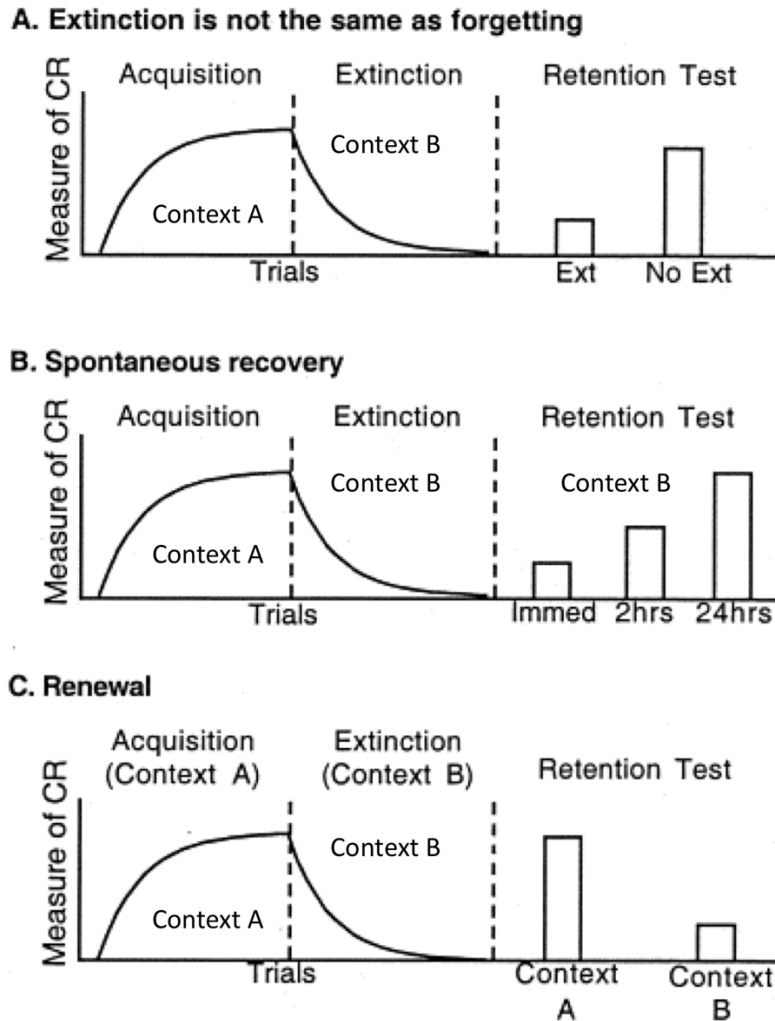 A. Extinction is not the same as forgetting
Acquisition Extinction Retention Test
Measure of CR
Context B
Context A
Trials Ext No Ext
B. Spontaneous recovery
Acquisition Extinction Retention Test
Measure of CR
Context B Context B
Context A
Trials Immed 2hrs 24hrs
C. Renewal
Acquisition Extinction
(Context A) (Context B) Retention Test
Measure of CR
Context B
Context A
Trials Context Context
A B